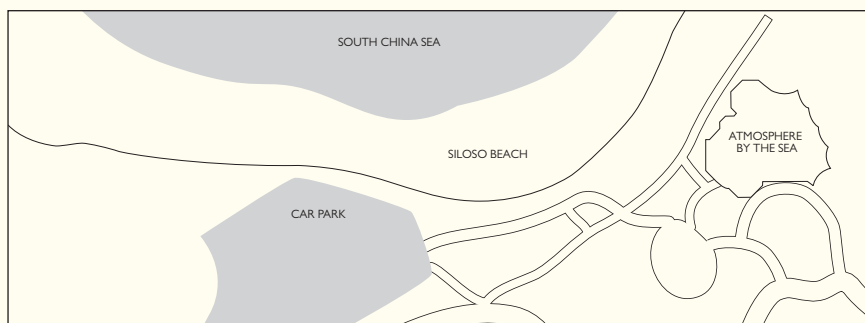 SOUTH CHINA SEA
ATMOSPHERE
BY THE SEA
SILOSO BEACH
CAR PARK